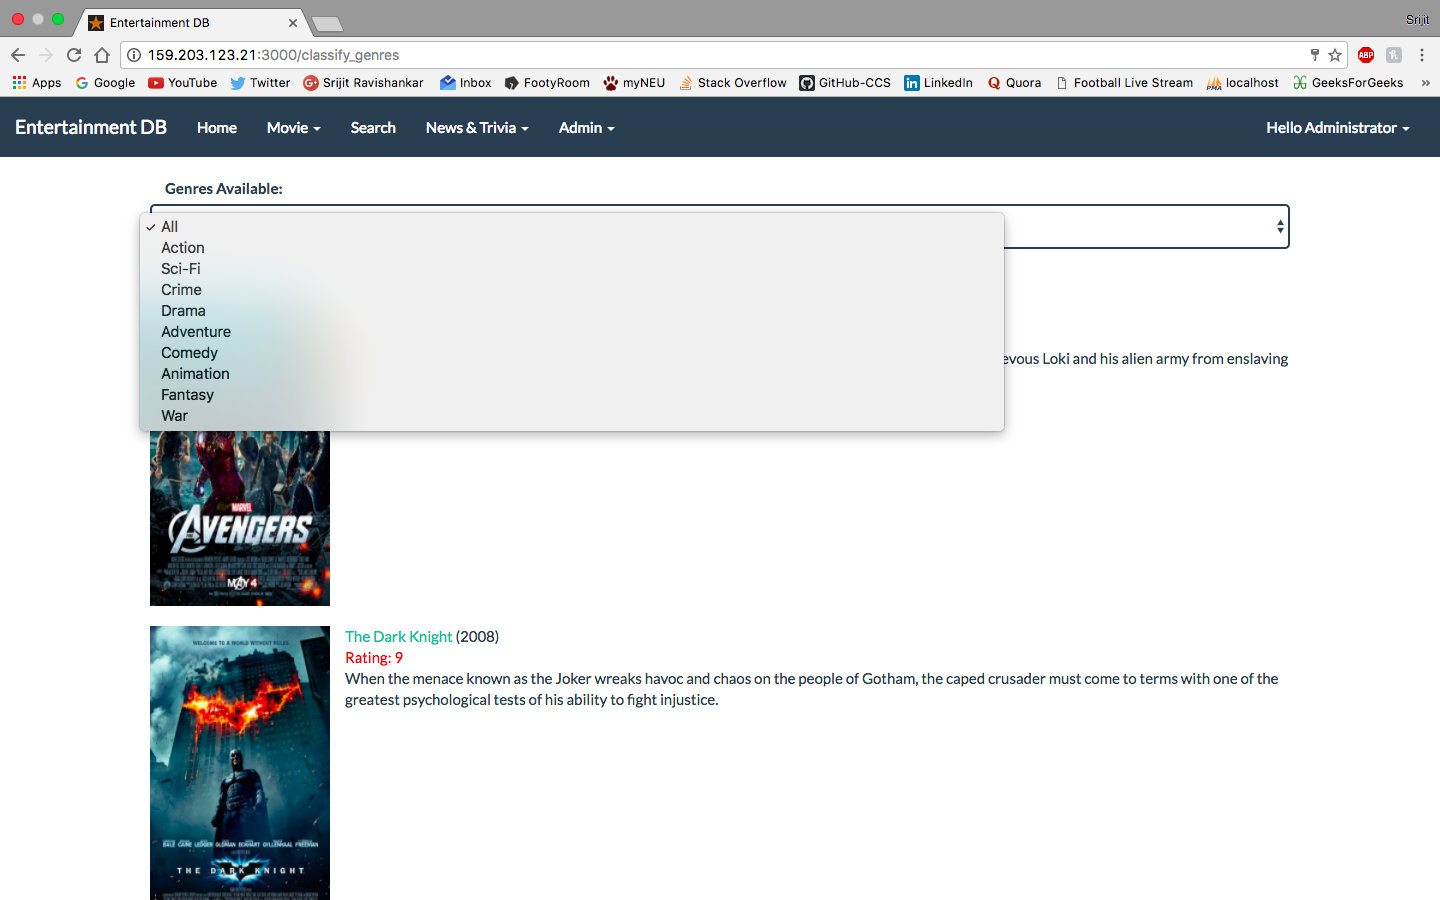 Entertainment DB
Srijit
159.203.123.21:3000/classify_genres
ABP
Apps Google YouTube Twitter Srijit Ravishankar Inbox FootyRoom myNEU Stack Overflow GitHub-CCS LinkedIn Quora Football Live Stream localhost GeeksForGeeks »
Entertainment DB Home Movie Search News & Trivia Admin Hello Administrator
Genres Available:
✓ All
Action
Sci-Fi
Crime
Drama
Adventure
Comedy
evous Loki and his alien army from enslaving
Animation
Fantasy
War
MARVEL
AVENGERS
MAY 4
The Dark Knight (2008)
Rating: 9
When the menace known as the Joker wreaks havoc and chaos on the people of Gotham, the caped crusader must come to terms with one of the
greatest psychological tests of his ability to fight injustice.
WELCOME TO A WORLD WITHOUT RULES.
BALE CAINE LEDGER OLDMAN ECKHART GYLLENHAAL FREEMAN
THE DARK KNIGHT